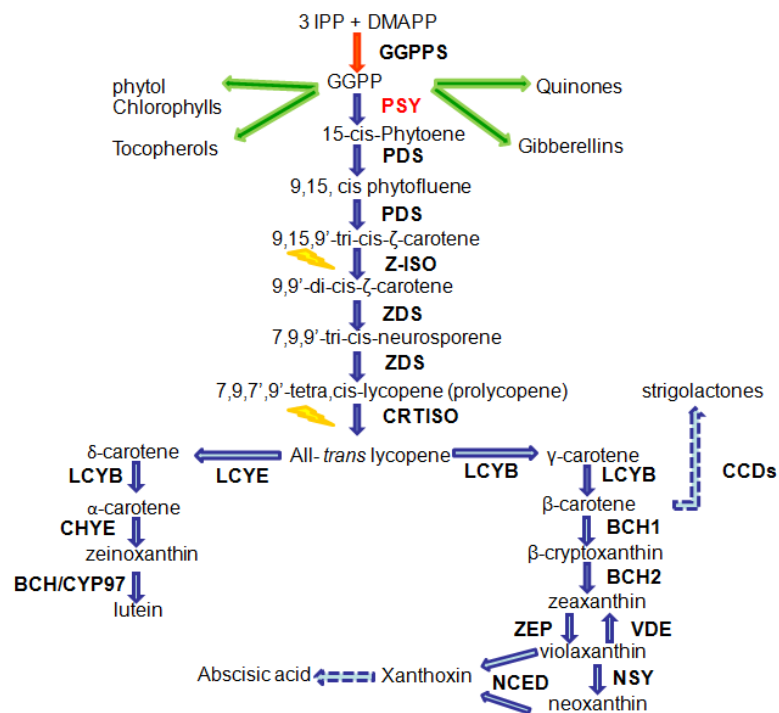 3 IPP + DMAPP
GGPPS
phytol
Chlorophylls
GGPP
Quinones
PSY
Tocopherols
15-cis-Phytoene
Gibberellins
PDS
9,15, cis phytofluene
PDS
9,15,9’-tri-cis-ζ-carotene
Z-ISO
9,9’-di-cis-ζ-carotene
ZDS
7,9,9’-tri-cis-neurosporene
ZDS
7,9,7’,9’-tetra,cis-lycopene (prolycopene)
strigolactones
CRTISO
δ-carotene
All- trans lycopene
γ-carotene
LCYE
LCYB
LCYB
LCYB
CCDs
α-carotene
β-carotene
CHYE
BCH1
zeinoxanthin
β-cryptoxanthin
BCH/CYP97
BCH2
lutein
zeaxanthin
ZEP
VDE
violaxanthin
Abscisic acid
Xanthoxin
NCED
NSY
neoxanthin